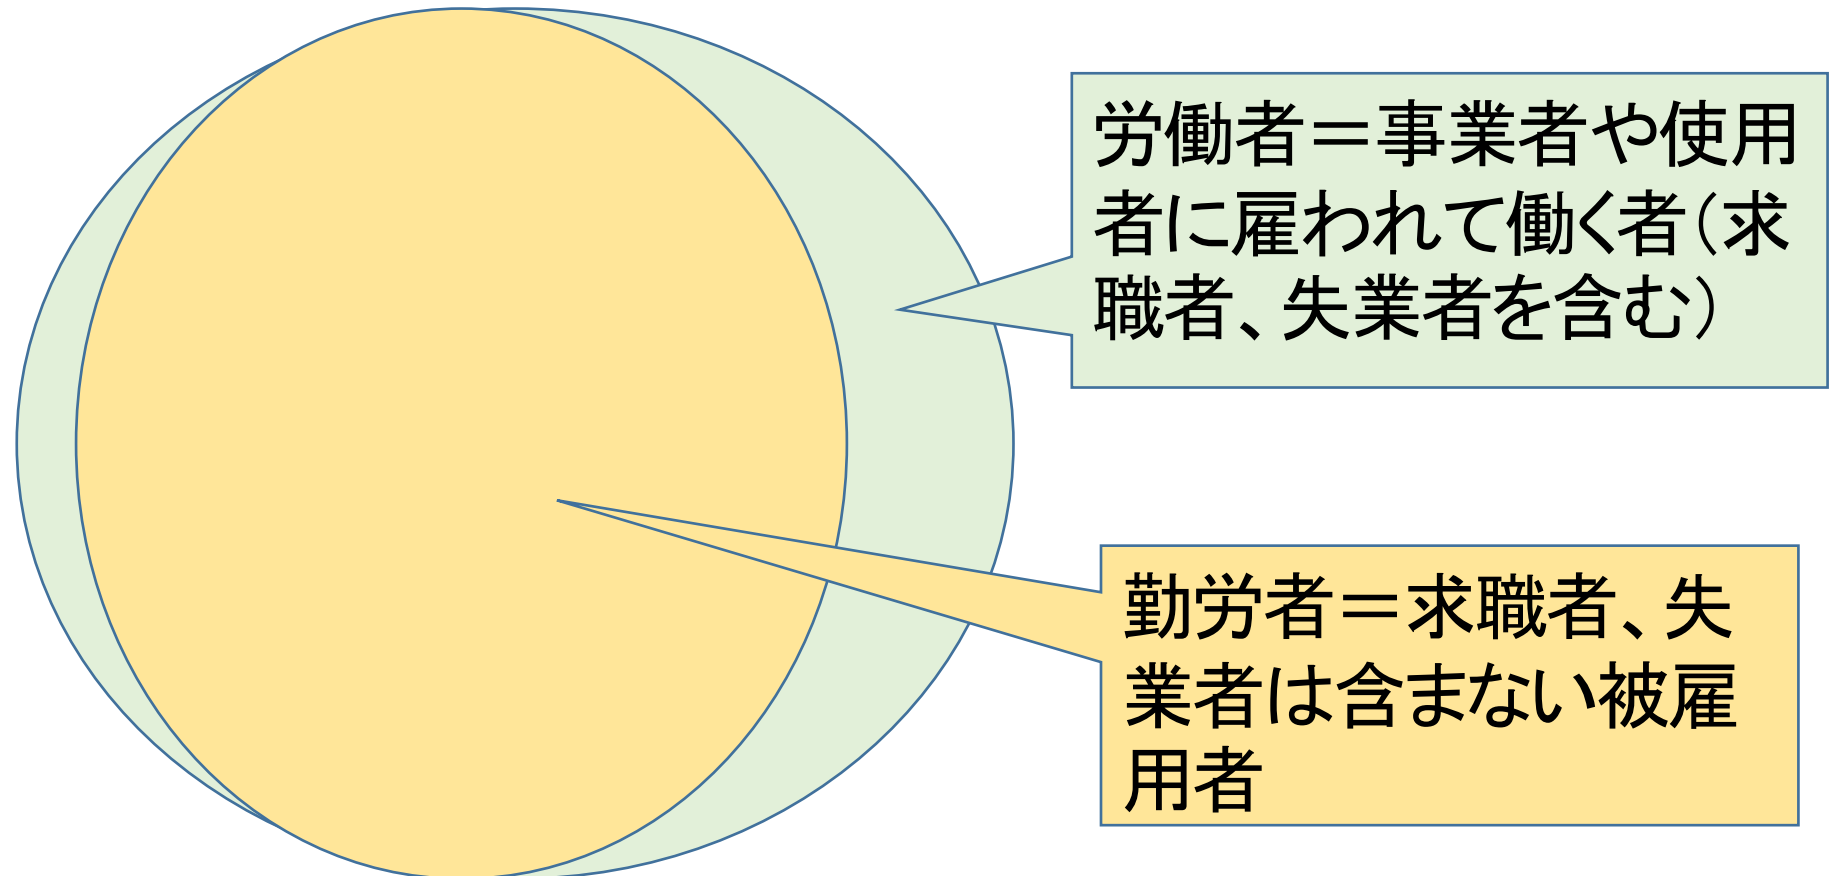 労働者＝事業者や使用
者に雇われて働く者（求
職者、失業者を含む）
勤労者＝求職者、失
業者は含まない被雇
用者